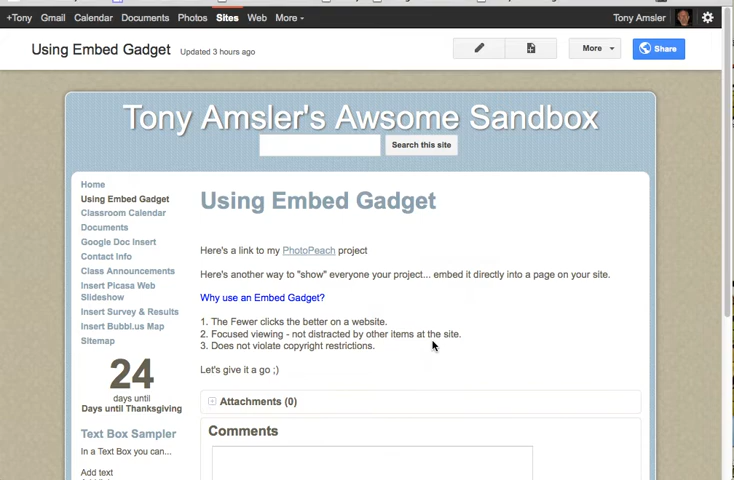 +Tony Gmail Calendar Documents Photos Sites Web More Tony Amsler
Using Embed Gadget Updated 3 hours ago More Share
Tony Amsler's Awsome Sandbox
Search this site
Home
Using Embed Gadget
Classroom Calendar
Documents
Google Doc Insert
Contact Info
Class Announcements
Insert Picasa Web
Slideshow
Insert Survey & Results
Insert Bubbl.us Map
Sitemap
24
days until
Days until Thanksgiving
Text Box Sampler
In a Text Box you can...
Add text
Using Embed Gadget
Here's a link to my PhotoPeach project
Here's another way to "show" everyone your project... embed it directly into a page on your site.
Why use an Embed Gadget?
1. The Fewer clicks the better on a website.
2. Focused viewing - not distracted by other items at the site.
3. Does not violate copyright restrictions.
Let's give it a go ;)
Attachments (0)
Comments